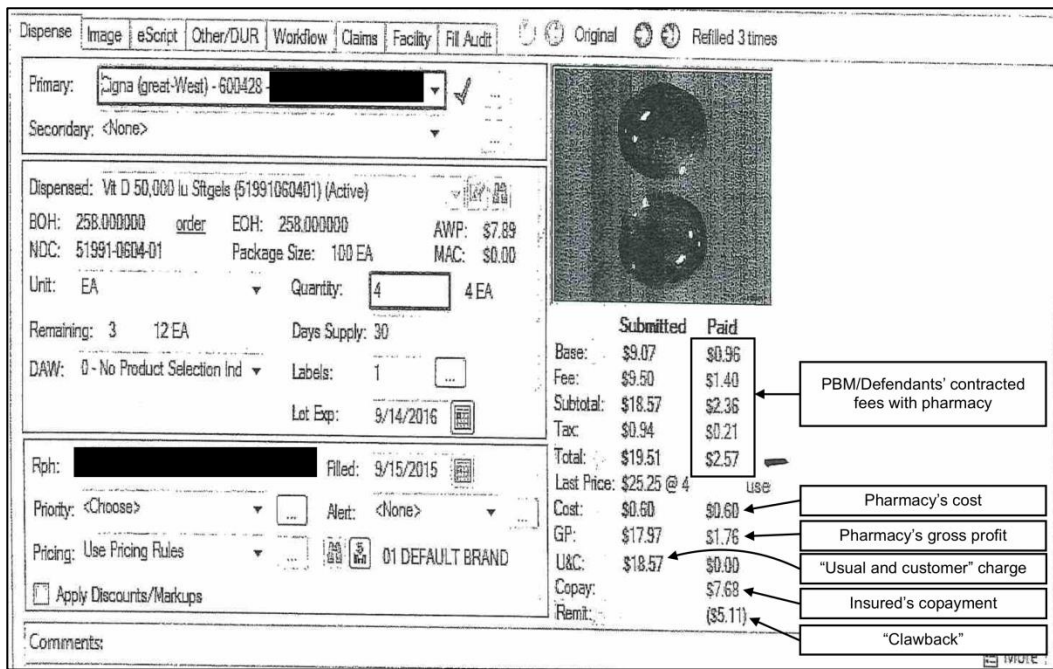 Dispense Image eScript Other/DUR Workflow Claims Facility Fill Audit Original Refilled 3 times
Primary: Cigna (great-West) - 600428 -
Secondary: <None>
Dispensed: Vit D 50,000 Iu Sftgels (51991060401) (Active)
BOH: 258.000000 order EOH: 258.000000 AWP: $7.89
NDC: 51991-0604-01 Package Size: 100 EA MAC: $0.00
Unit: EA Quantity: 4 4 EA
Remaining: 3 12 EA Days Supply: 30
DAW: 0 - No Product Selection Ind Labels: 1 ...
Lot Exp: 9/14/2016
Rph: Filled: 9/15/2015
Priority: <Choose> ... Alert: <None> ...
Pricing: Use Pricing Rules ... 01 DEFAULT BRAND
Apply Discounts/Markups
Submitted Paid
Base: $9.07 $0.96
Fee: $9.50 $1.40
Subtotal: $18.57 $2.36
Tax: $0.94 $0.21
Total: $19.51 $2.57
Last Price: $25.25 @ 4 use
Cost: $0.60 $0.60
GP: $17.97 $1.76
U&C: $18.57 $0.00
Copay: $7.68
Remit: ($5.11)
PBM/Defendants' contracted
fees with pharmacy
Pharmacy's cost
Pharmacy's gross profit
"Usual and customer" charge
Insured's copayment
"Clawback"
Comments:
More